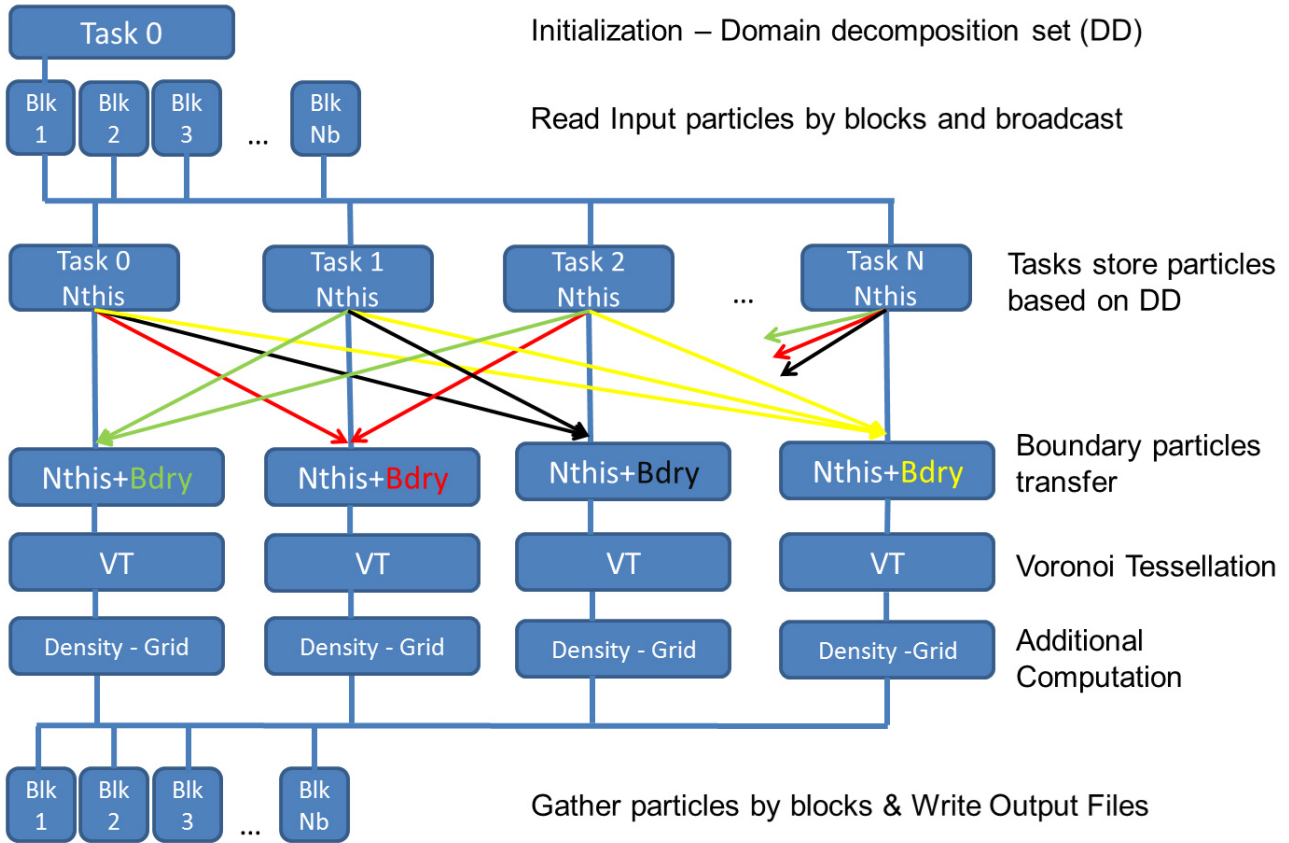 Task 0
Initialization – Domain decomposition set (DD)
Blk
1
Blk
2
Blk
3
...
Blk
Nb
Read Input particles by blocks and broadcast
Task 0
Nthis
Task 1
Nthis
Task 2
Nthis
...
Task N
Nthis
Tasks store particles
based on DD
Nthis+Bdry
Nthis+Bdry
Nthis+Bdry
Nthis+Bdry
Boundary particles
transfer
VT
VT
VT
VT
Voronoi Tessellation
Density - Grid
Density - Grid
Density - Grid
Density -Grid
Additional
Computation
Blk
1
Blk
2
Blk
3
...
Blk
Nb
Gather particles by blocks & Write Output Files